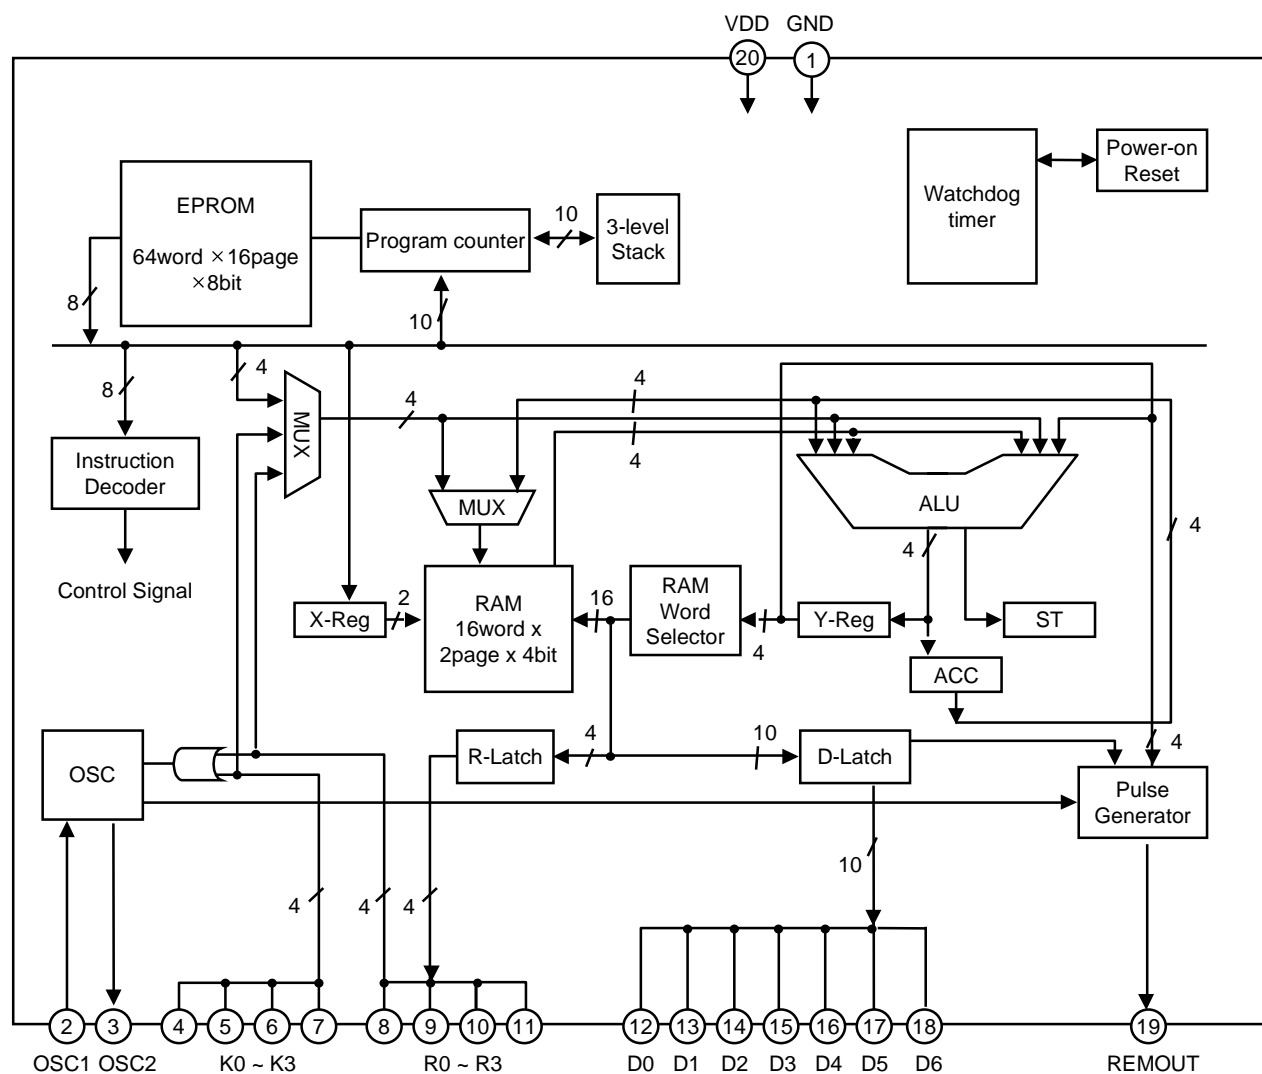 VDD GND
20 1
Power-on
Reset
Watchdog
timer
EPROM
64word ×16page
×8bit
Program counter
10
3-level
Stack
8
10
8
4
MUX
4
4
4
Instruction
Decoder
Control Signal
MUX
ALU
4
4
X-Reg
2
RAM
16word x
2page x 4bit
16
RAM
Word
Selector
4
Y-Reg
ST
ACC
OSC
R-Latch
4
10
D-Latch
4
Pulse
Generator
10
4
4
4
2 3 4 5 6 7 8 9 10 11 12 13 14 15 16 17 18 19
OSC1 OSC2 K0 ~ K3 R0 ~ R3 D0 D1 D2 D3 D4 D5 D6 REMOUT